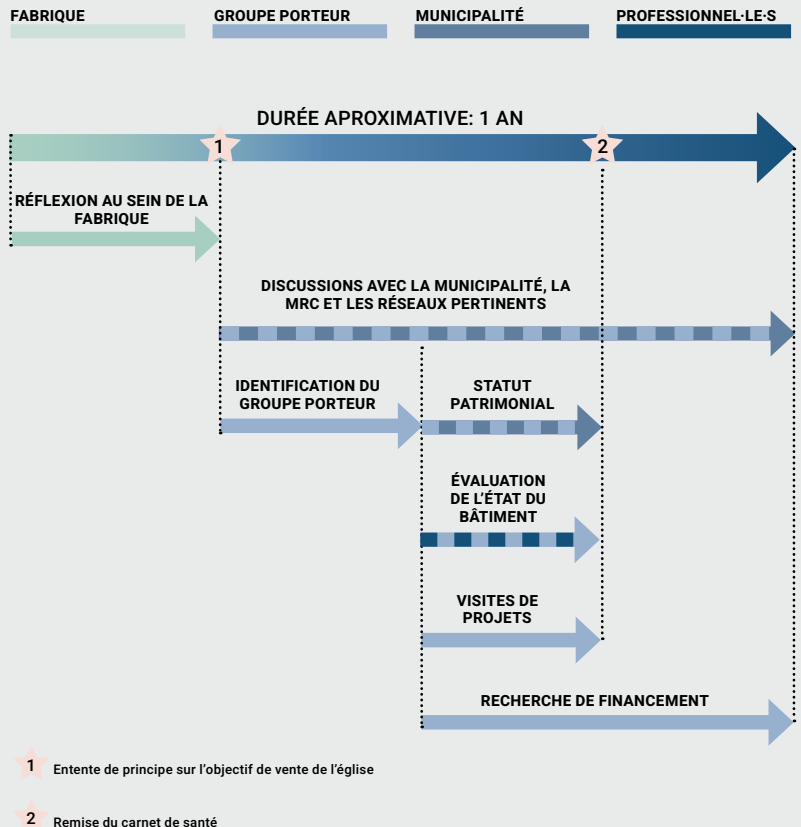 FABRIQUE
GROUPE PORTEUR
MUNICIPALITÉ
PROFESSIONNEL·LE·S
DURÉE APROXIMATIVE: 1 AN
1
2
RÉFLEXION AU SEIN DE LA
FABRIQUE
DISCUSSIONS AVEC LA MUNICIPALITÉ, LA
MRC ET LES RÉSEAUX PERTINENTS
IDENTIFICATION DU
GROUPE PORTEUR
STATUT
PATRIMONIAL
ÉVALUATION
DE L’ÉTAT DU
BÂTIMENT
VISITES DE
PROJETS
RECHERCHE DE FINANCEMENT
1 Entente de principe sur l’objectif de vente de l’église
2 Remise du carnet de santé